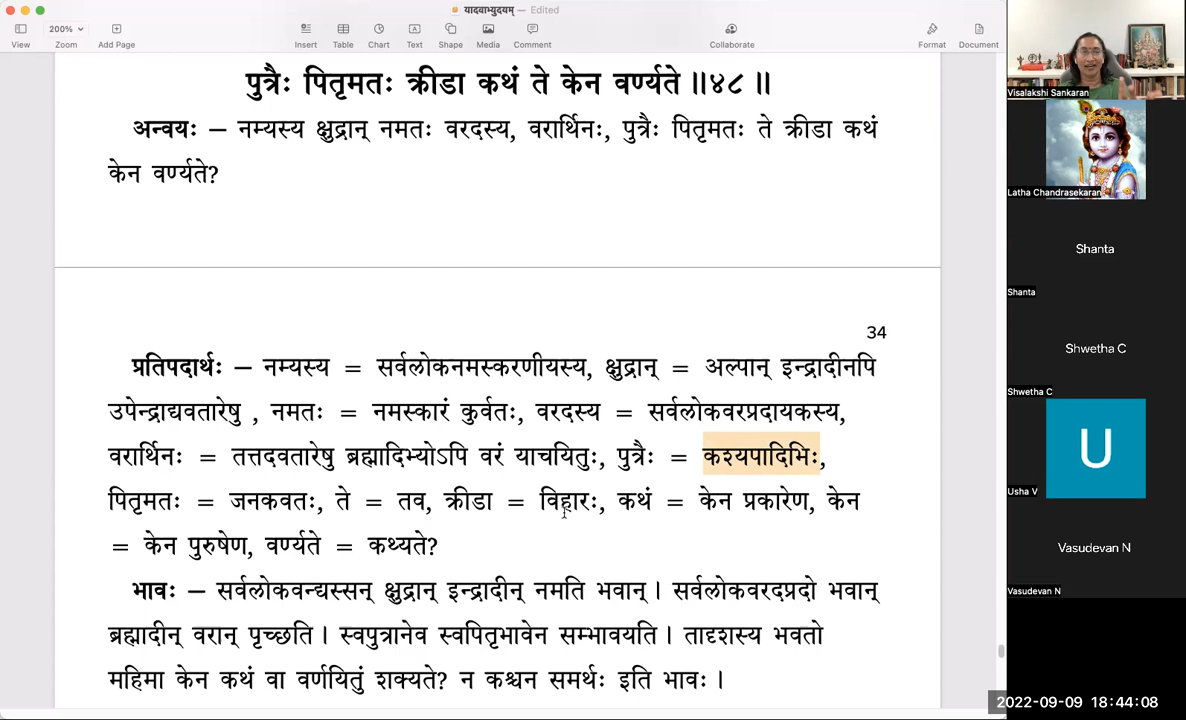 यादवाभ्युदयम् — Edited
200%
View Zoom Add Page Insert Table Chart Text Shape Media Comment Collaborate Format Document
पुत्रैः पितृमतः क्रीडा कथं ते केन वर्ण्यते ॥४८॥
अन्वयः – नम्यस्य क्षुद्रान् नमतः वरदस्य, वरार्थिनः, पुत्रैः पितृमतः ते क्रीडा कथं
केन वर्ण्यते?
34
प्रतिपदार्थः – नम्यस्य = सर्वलोकनमस्करणीयस्य, क्षुद्रान् = अल्पान् इन्द्रादीनपि
उपेन्द्राद्यवतारेषु , नमतः = नमस्कारं कुर्वतः, वरदस्य = सर्वलोकवरप्रदायकस्य,
वरार्थिनः = तत्तदवतारेषु ब्रह्मादिभ्योऽपि वरं याचयितुः, पुत्रैः = कश्यपादिभिः,
पितृमतः = जनकवतः, ते = तव, क्रीडा = विहारः, कथं = केन प्रकारेण, केन
= केन पुरुषेण, वर्ण्यते = कथ्यते?
भावः – सर्वलोकवन्द्यस्सन् क्षुद्रान् इन्द्रादीन् नमति भवान् । सर्वलोकवरदप्रदो भवान्
ब्रह्मादीन् वरान् पृच्छति । स्वपुत्रानेव स्वपितृभावेन सम्भावयति । तादृशस्य भवतो
महिमा केन कथं वा वर्णयितुं शक्यते? न कश्चन समर्थः इति भावः ।
Visalakshi Sankaran
Latha Chandrasekaran
Shanta
Shanta
Shwetha C
Shwetha C
U
Usha V
Vasudevan N
Vasudevan N
2022-09-09 18:44:08